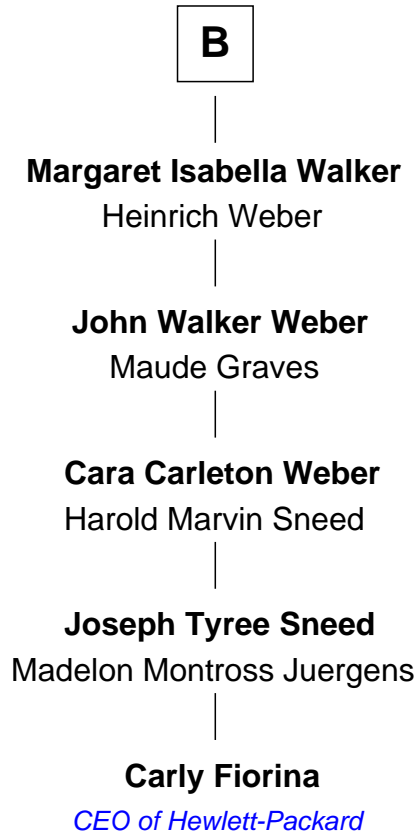 B
Margaret Isabella Walker
Heinrich Weber
John Walker Weber
Maude Graves
Cara Carleton Weber
Harold Marvin Sneed
Joseph Tyree Sneed
Madelon Montross Juergens
Carly Fiorina
CEO of Hewlett-Packard